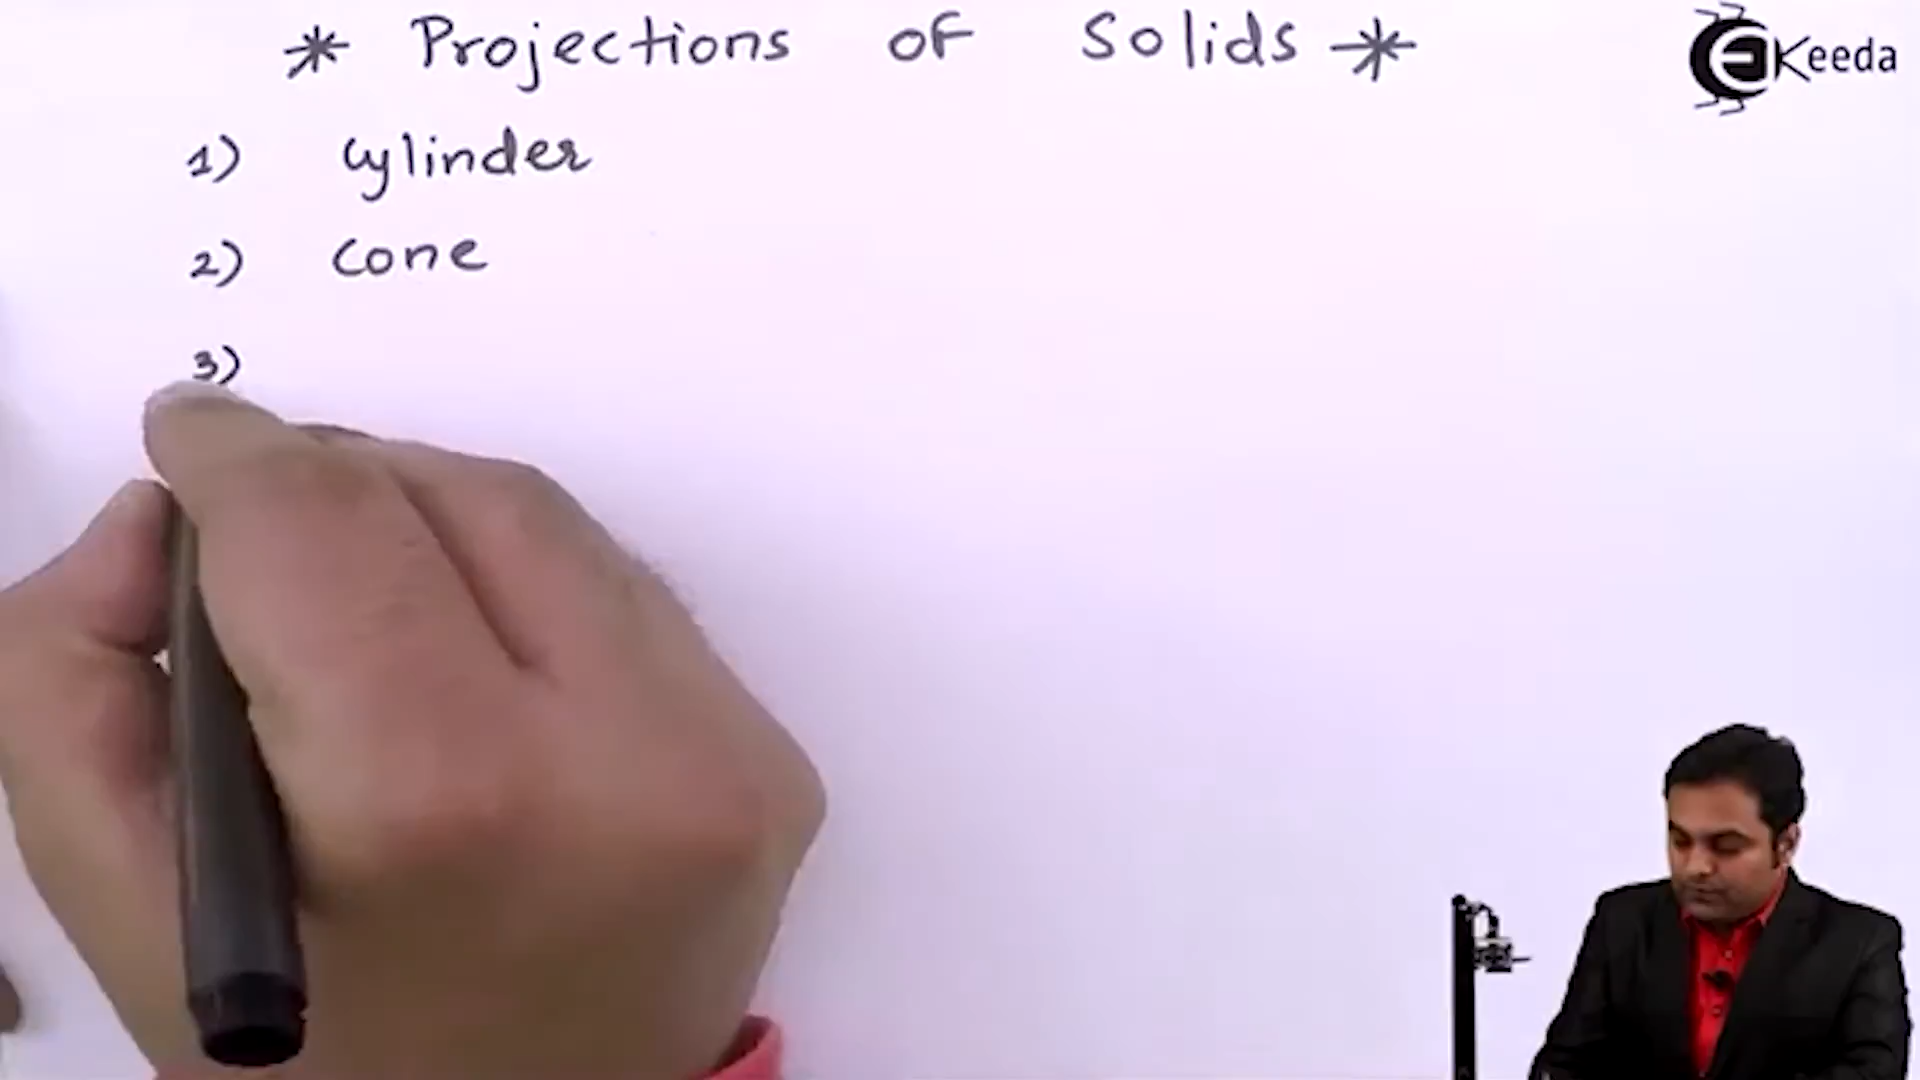 * Projections of Solids *
EKeeda
1) Cylinder
2) Cone
3)